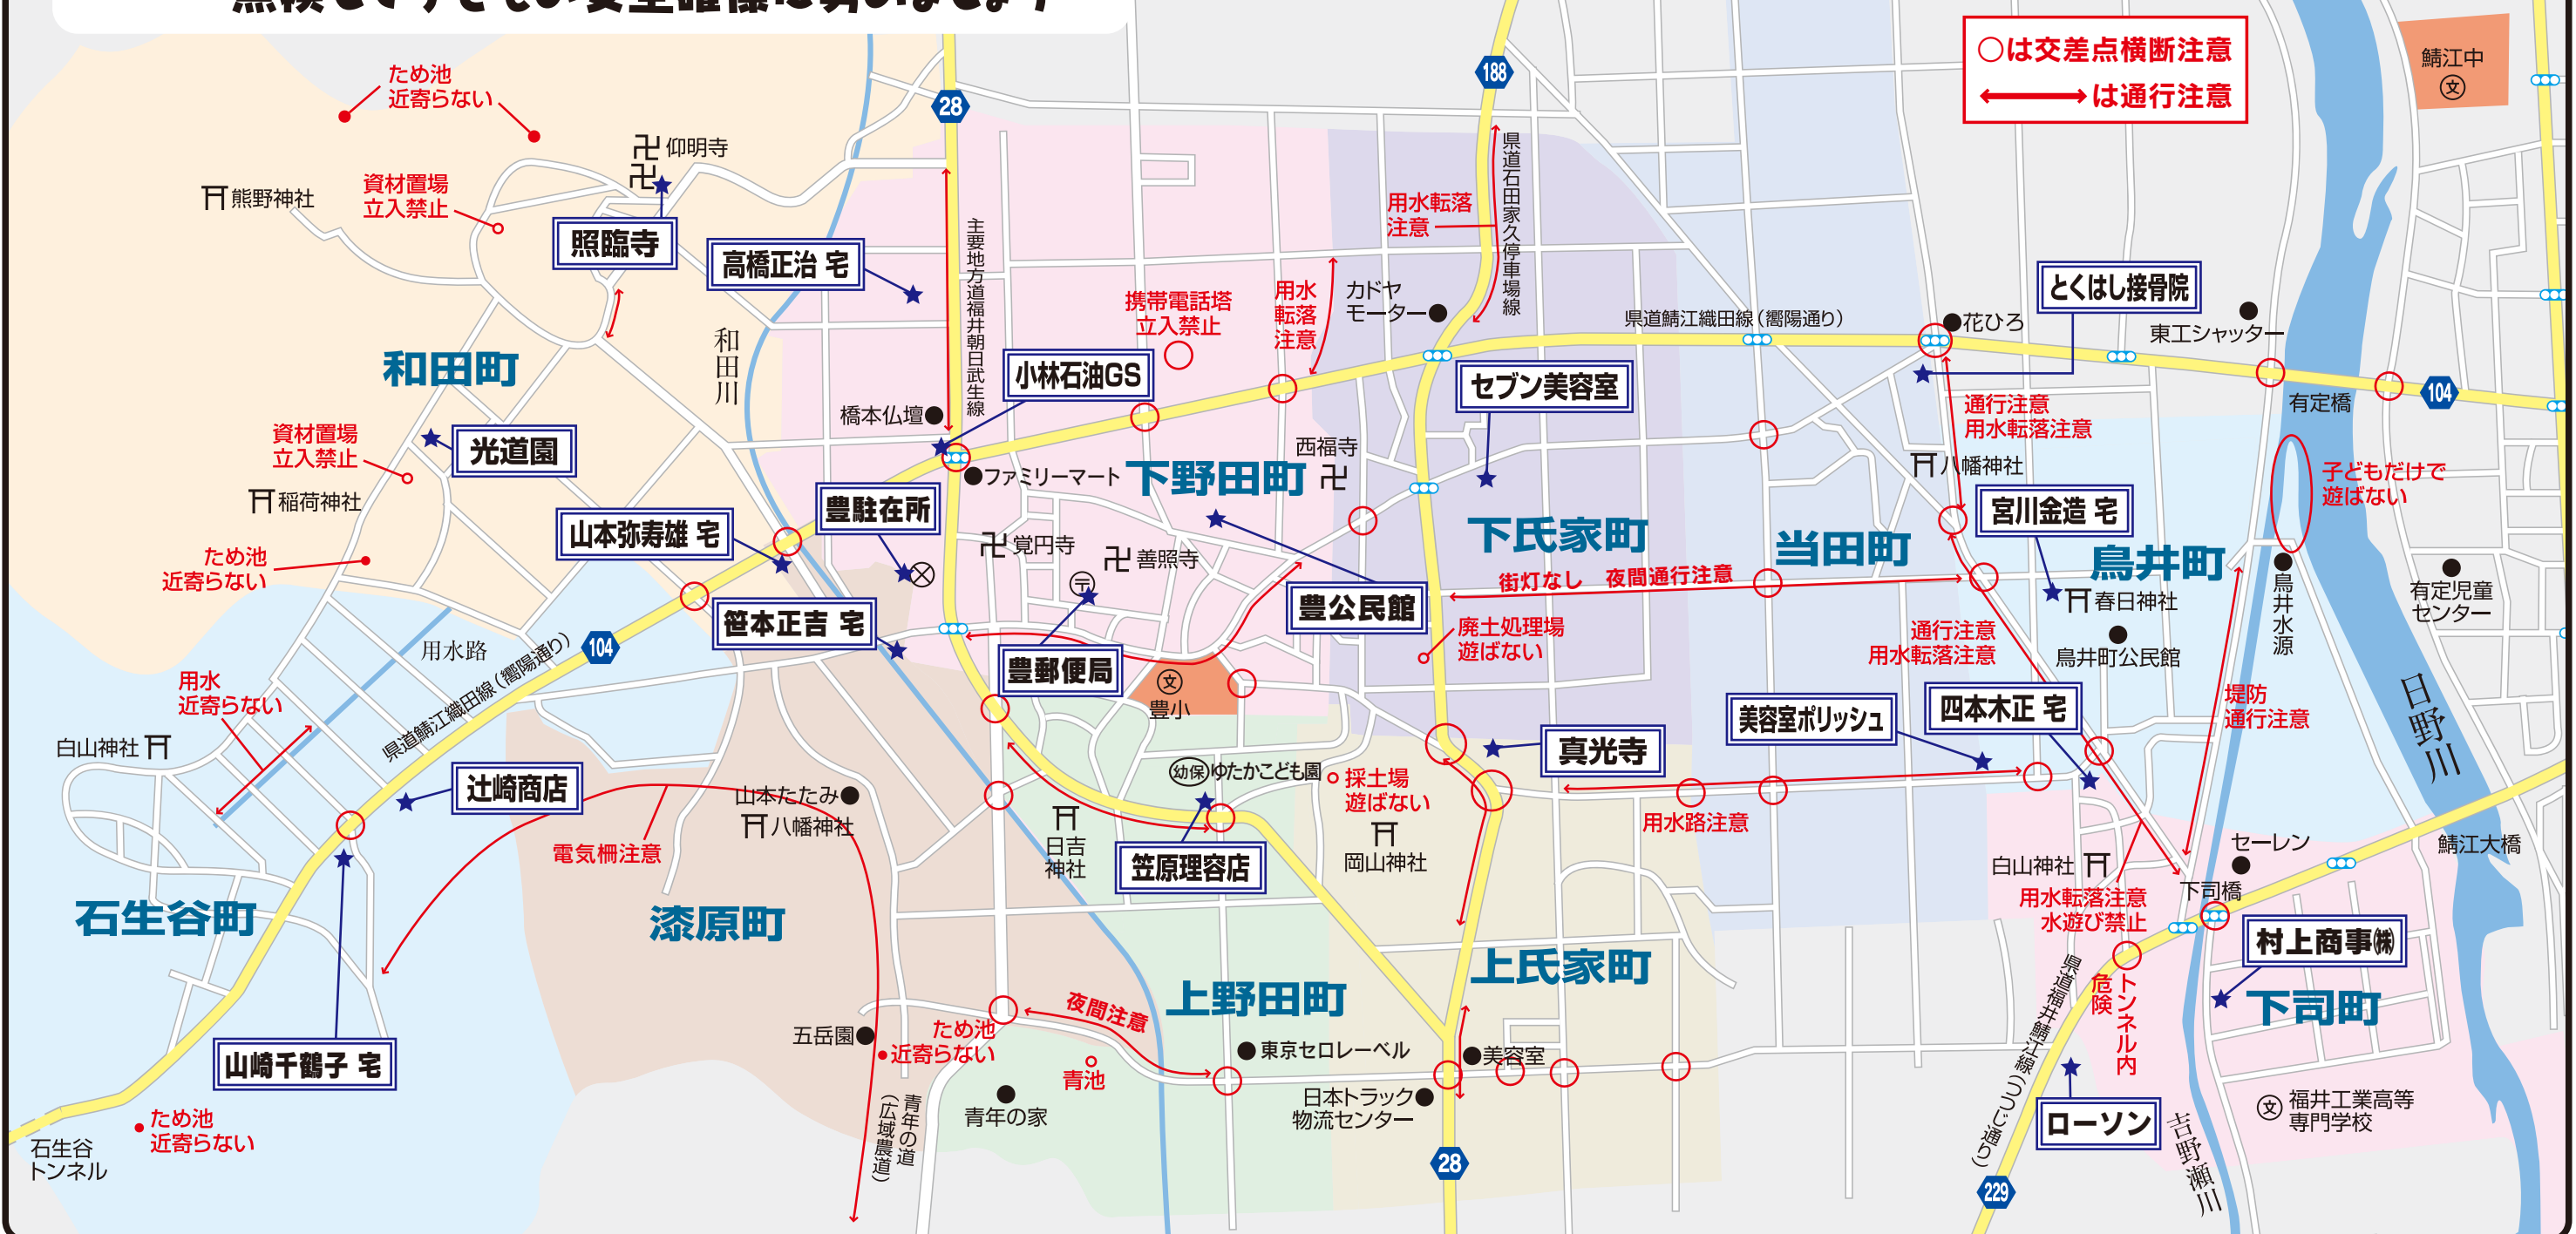 ○は交差点横断注意
は通行注意
ため池
近寄らない
資材置場
立入禁止
熊野神社
仰明寺
照臨寺
高橋正治 宅
28
主要地方道福井朝日武生線
188
県道石田家久停車場線
用水転落
注意
用水
転落
注意
携帯電話塔
立入禁止
カドヤ
モーター
県道鯖江織田線(嚮陽通り)
花ひろ
とくはし接骨院
東工シャッター
鯖江中
文
104
有定橋
和田町
和田川
小林石油GS
橋本仏壇
ファミリーマート
セブン美容室
西福寺
下野田町
通行注意
用水転落注意
八幡神社
宮川金造 宅
子どもだけで
遊ばない
光道園
資材置場
立入禁止
稲荷神社
ため池
近寄らない
山本弥寿雄 宅
豊駐在所
覚円寺
善照寺
〒
豊公民館
下氏家町
当田町
鳥井町
街灯なし 夜間通行注意
春日神社
鳥井水源
有定児童
センター
笹本正吉 宅
豊郵便局
文
豊小
廃土処理場
遊ばない
通行注意
用水転落注意
鳥井町公民館
四本木正 宅
美容室ポリッシュ
真光寺
堤防
通行注意
日野川
用水路
104
県道鯖江織田線(嚮陽通り)
用水
近寄らない
白山神社
辻崎商店
電気柵注意
山本たたみ
八幡神社
幼保
ゆたかこども園
日吉
神社
笠原理容店
採土場
遊ばない
岡山神社
用水路注意
白山神社
用水転落注意
水遊び禁止
セーレン
下司橋
鯖江大橋
村上商事㈱
下司町
石生谷町
漆原町
上野田町
上氏家町
山崎千鶴子 宅
五岳園
ため池
近寄らない
夜間注意
青池
東京セロレーベル
青年の家
青年の道
(広域農道)
美容室
日本トラック
物流センター
28
県道福井鯖江線(つつじ通り)
トンネル内
危険
ローソン
229
吉野瀬川
文
福井工業高等
専門学校
ため池
近寄らない
石生谷
トンネル